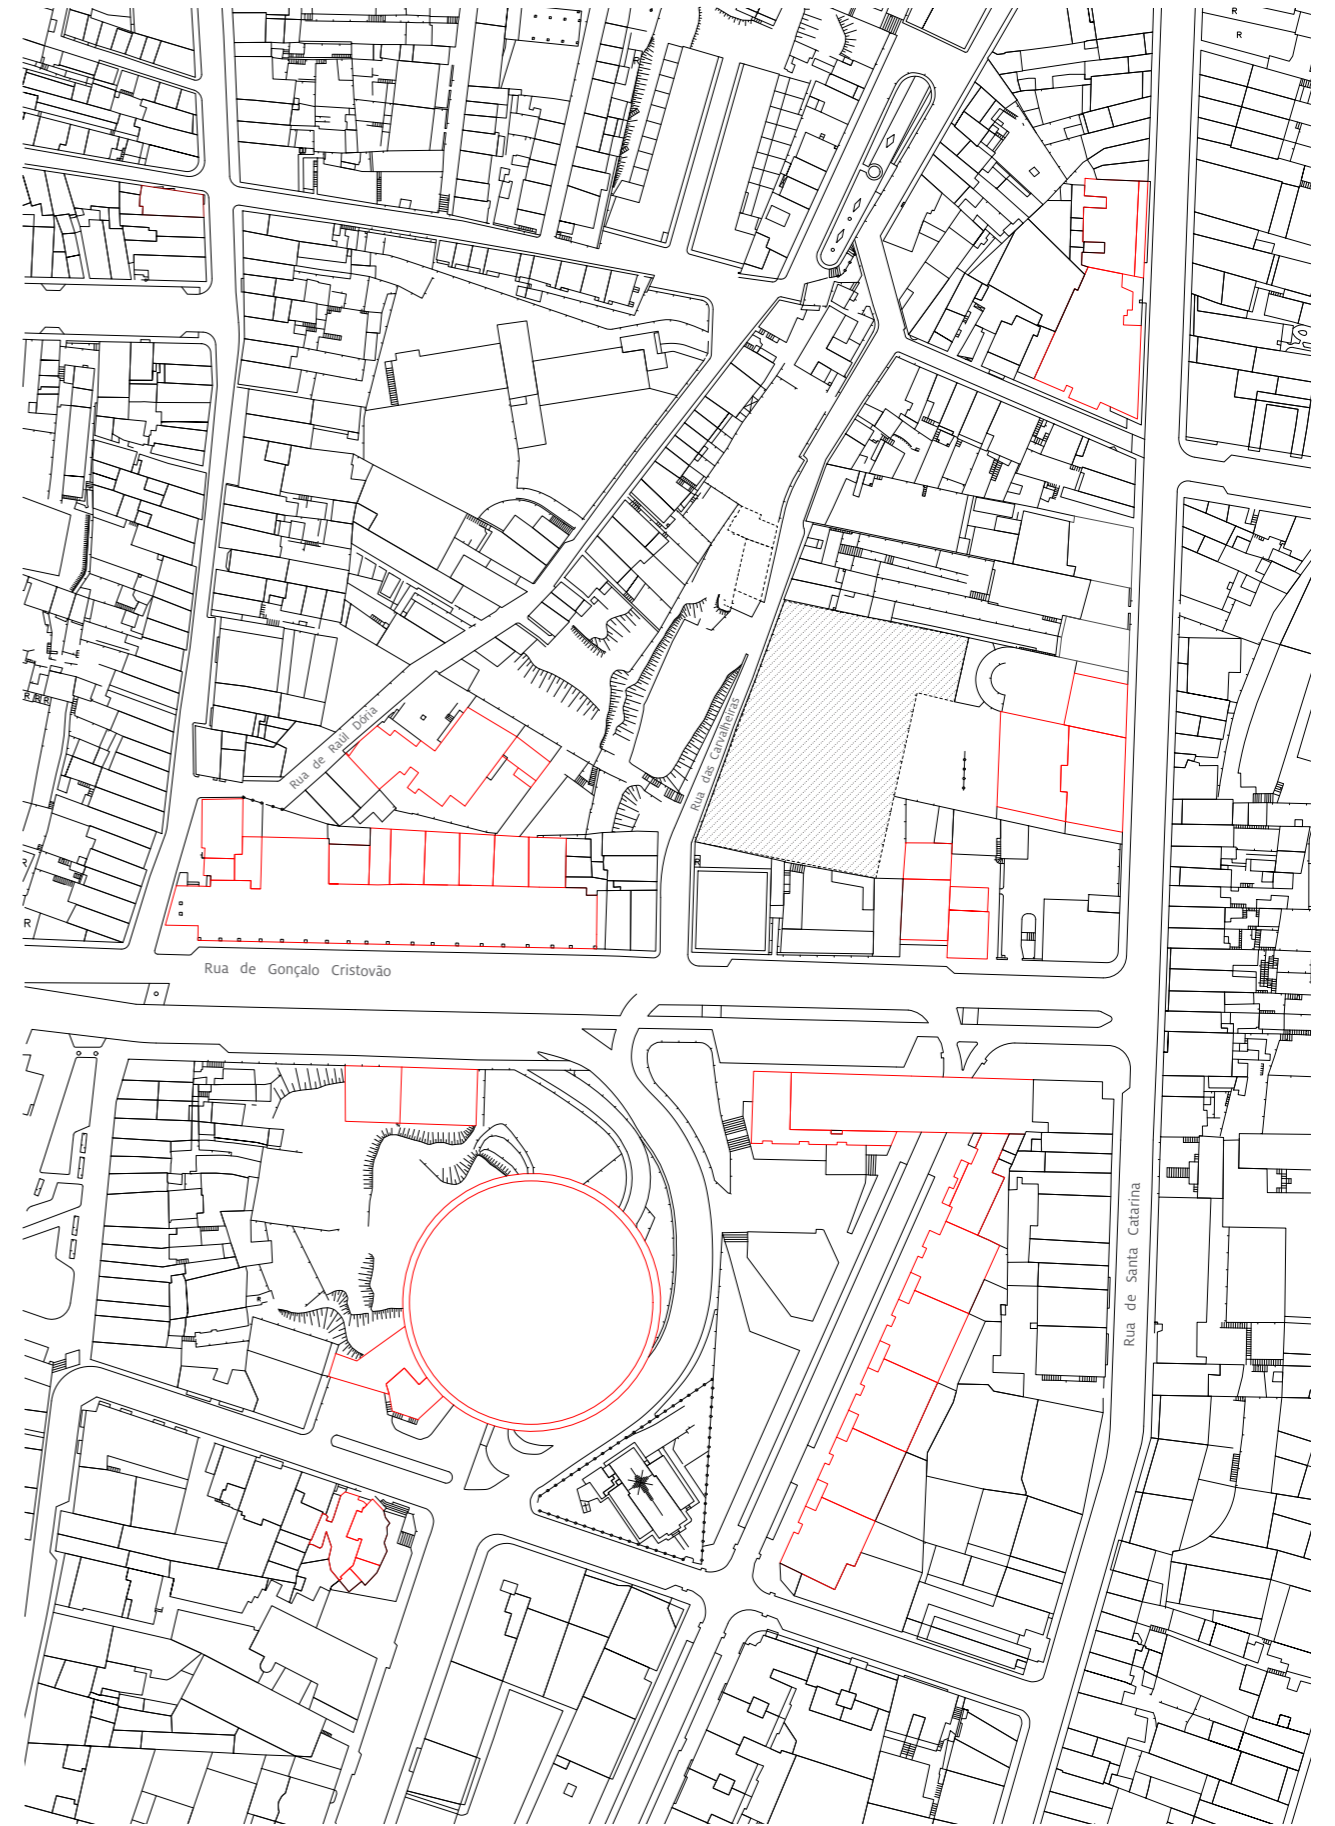 R
R
R
Rua de Raúl Dória
Rua das Carvalheiras
R R R
R
R
Rua de Gonçalo Cristovão
Rua de Santa Catarina